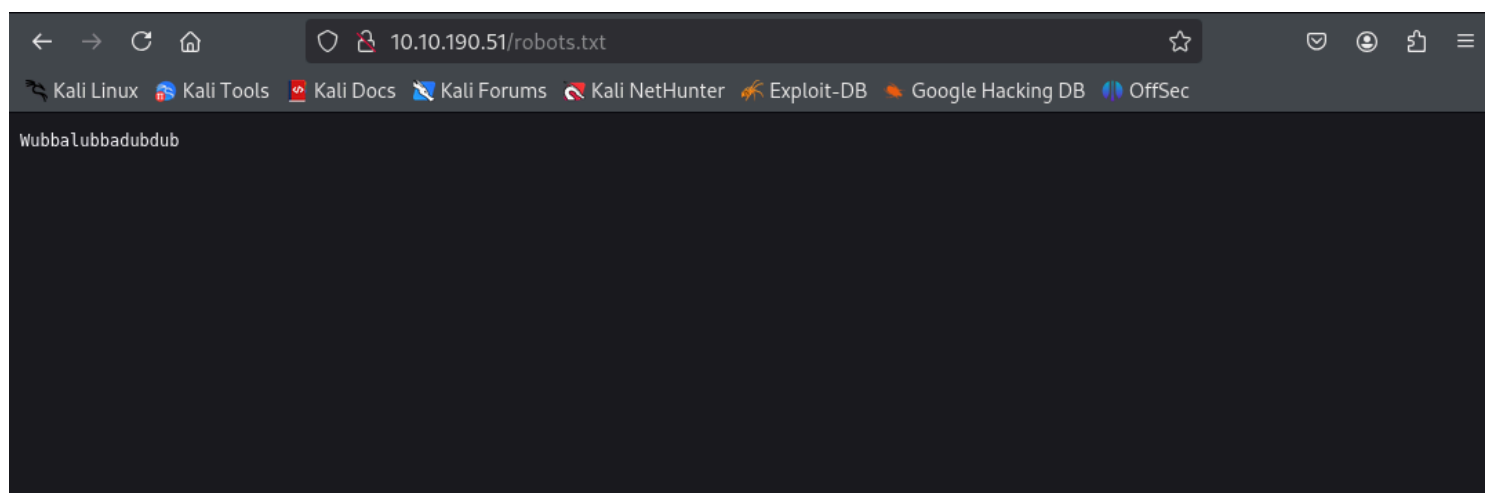 10.10.190.51/robots.txt
Kali Linux Kali Tools Kali Docs Kali Forums Kali NetHunter Exploit-DB Google Hacking DB OffSec
Wubbalubbadubdub